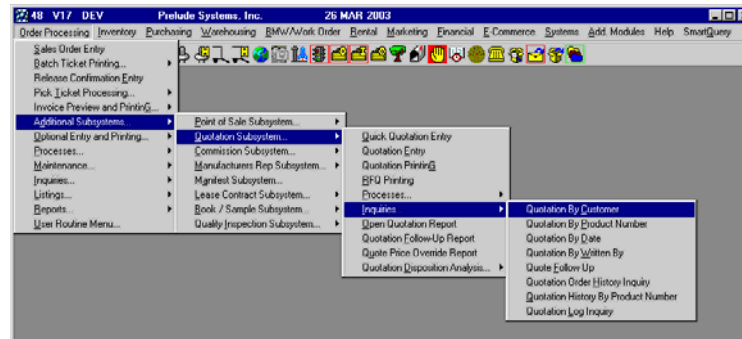 48 V17 DEV Prelude Systems, Inc. 26 MAR 2003
Order Processing Inventory Purchasing Warehousing BMW/Work Order Rental Marketing Financial E-Commerce Systems Add. Modules Help SmartQuery
Sales Order Entry
Batch Ticket Printing...
Release Confirmation Entry
Pick Ticket Processing...
Invoice Preview and PrintinG...
Additional Subsystems...
Optional Entry and Printing...
Processes...
Maintenance...
Inquiries...
Listings...
Reports...
User Routine Menu...
Point of Sale Subsystem...
Quotation Subsystem...
Commission Subsystem...
Manufacturers Rep Subsystem...
Manifest Subsystem...
Lease Contract Subsystem...
Book / Sample Subsystem...
Quality Inspection Subsystem...
Quick Quotation Entry
Quotation Entry
Quotation PrintinG
RFQ Printing
Processes...
Inquiries...
Open Quotation Report
Quotation Follow-Up Report
Quote Price Override Report
Quotation Disposition Analysis...
Quotation By Customer
Quotation By Product Number
Quotation By Date
Quotation By Written By
Quote Follow Up
Quotation Order History Inquiry
Quotation History By Product Number
Quotation Log Inquiry